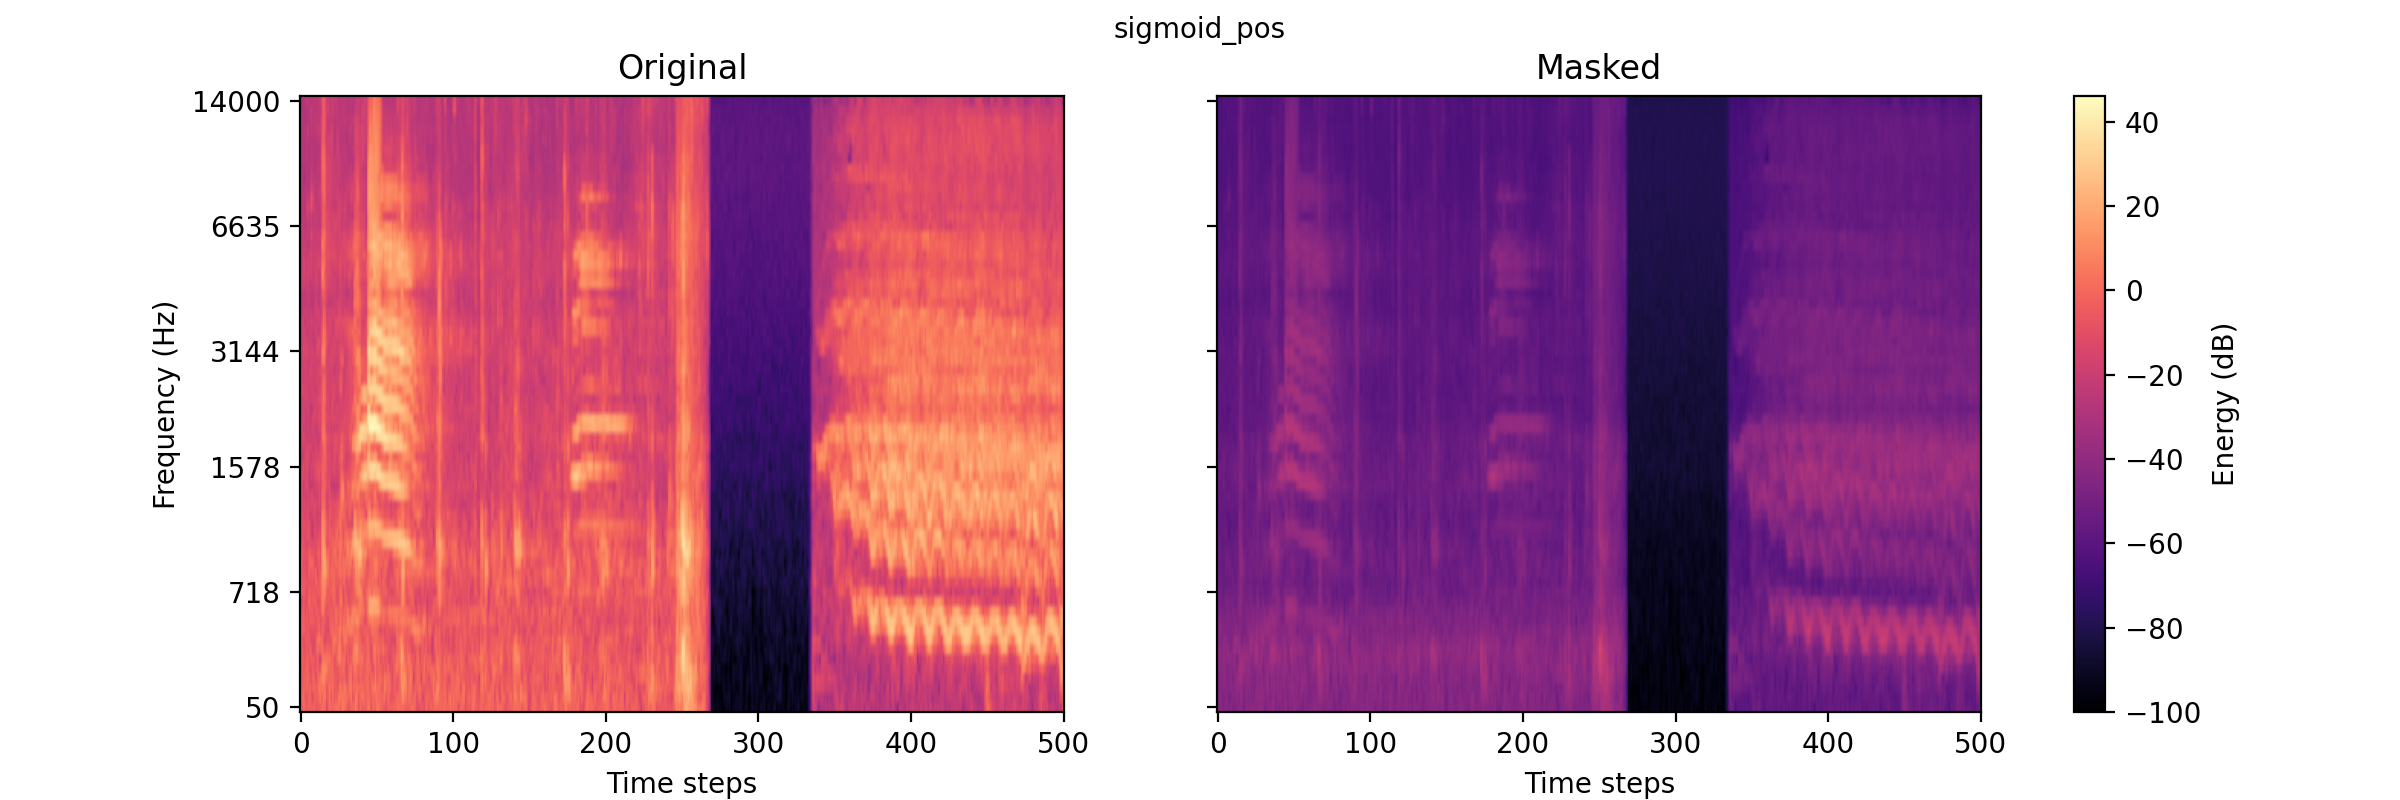 sigmoid_pos
Original
Masked
14000
6635
3144
1578
718
50
Frequency (Hz)
0 100 200 300 400 500
Time steps
0 100 200 300 400 500
Time steps
40
20
0
−20
−40
−60
−80
−100
Energy (dB)